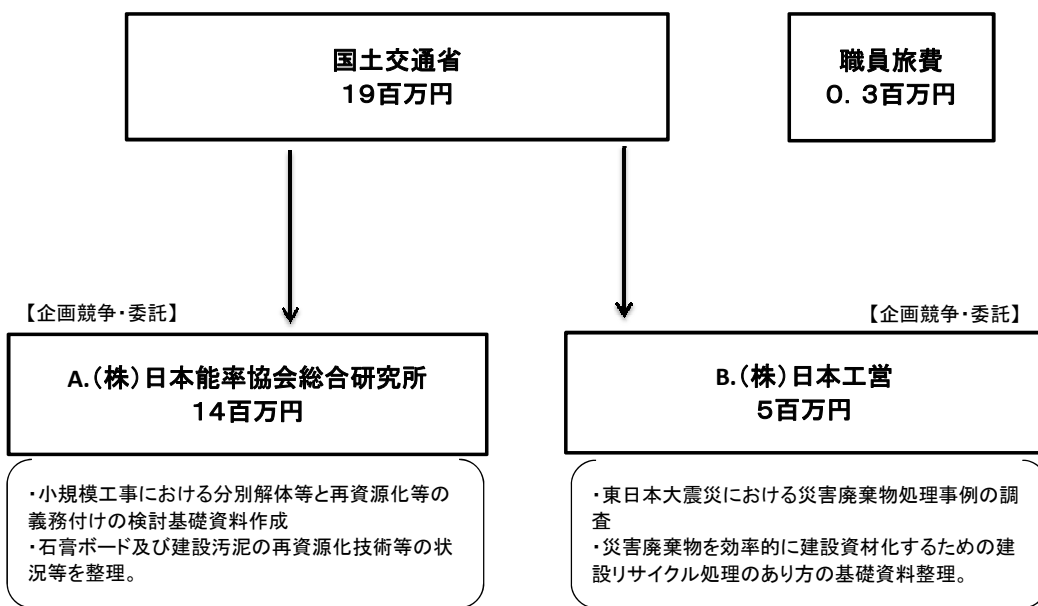 国土交通省
19百万円
職員旅費
０．３百万円
【企画競争・委託】
【企画競争・委託】
A.（株）日本能率協会総合研究所
14百万円
B.（株）日本工営
5百万円
・小規模工事における分別解体等と再資源化等の
義務付けの検討基礎資料作成
・石膏ボード及び建設汚泥の再資源化技術等の状
況等を整理。
・東日本大震災における災害廃棄物処理事例の調
査
・災害廃棄物を効率的に建設資材化するための建
設リサイクル処理のあり方の基礎資料整理。